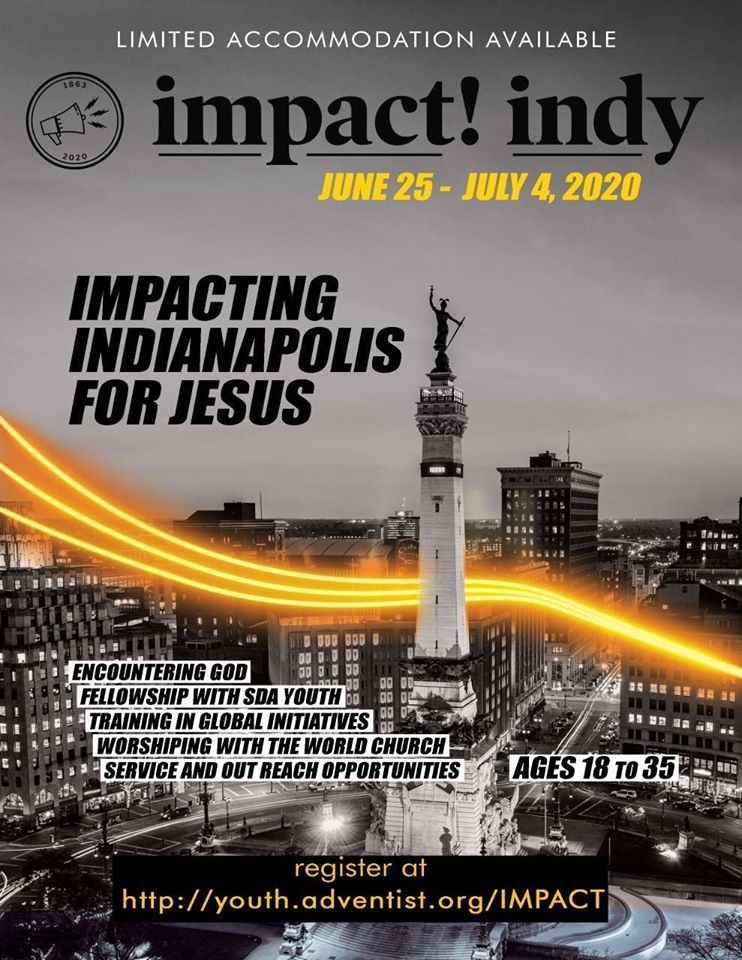 LIMITED ACCOMMODATION AVAILABLE
1863
2020
impact! indy
JUNE 25 - JULY 4, 2020
IMPACTING
INDIANAPOLIS
FOR JESUS
ENCOUNTERING GOD
FELLOWSHIP WITH SDA YOUTH
TRAINING IN GLOBAL INITIATIVES
WORSHIPING WITH THE WORLD CHURCH
SERVICE AND OUT REACH OPPORTUNITIES
AGES 18 TO 35
register at
http://youth.adventist.org/IMPACT